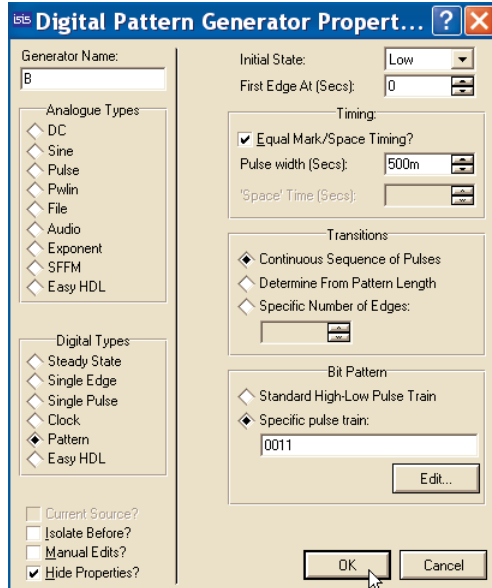 isis Digital Pattern Generator Propert... ? X
Generator Name:
B
Analogue Types
DC
Sine
Pulse
Pwlin
File
Audio
Exponent
SFFM
Easy HDL
Digital Types
Steady State
Single Edge
Single Pulse
Clock
Pattern
Easy HDL
Current Source?
Isolate Before?
Manual Edits?
Hide Properties?
Initial State: Low
First Edge At (Secs): 0
Timing:
Equal Mark/Space Timing?
Pulse width (Secs): 500m
'Space' Time (Secs):
Transitions
Continuous Sequence of Pulses
Determine From Pattern Length
Specific Number of Edges:
Bit Pattern
Standard High-Low Pulse Train
Specific pulse train:
0011
Edit...
OK Cancel